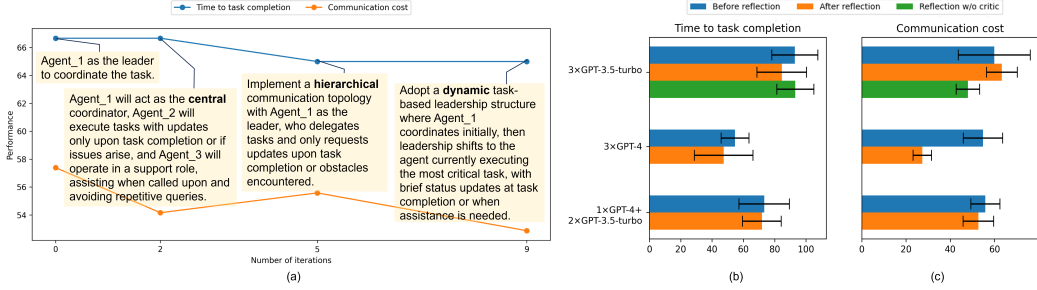 Time to task completion
Communication cost
Performance
66
64
62
60
58
56
54
Agent_1 as the leader
to coordinate the task.
Agent_1 will act as the central
coordinator, Agent_2 will
execute tasks with updates
only upon task completion or if
issues arise, and Agent_3 will
operate in a support role,
assisting when called upon and
avoiding repetitive queries.
Implement a hierarchical
communication topology
with Agent_1 as the
leader, who delegates
tasks and only requests
updates upon task
completion or obstacles
encountered.
Adopt a dynamic task-
based leadership structure
where Agent_1
coordinates initially, then
leadership shifts to the
agent currently executing
the most critical task, with
brief status updates at task
completion or when
assistance is needed.
0 2 5 9
Number of iterations
(a)
Before reflection
After reflection
Reflection w/o critic
Time to task completion
3×GPT-3.5-turbo
3×GPT-4
1×GPT-4+
2×GPT-3.5-turbo
0 20 40 60 80 100
(b)
Communication cost
0 20 40 60
(c)